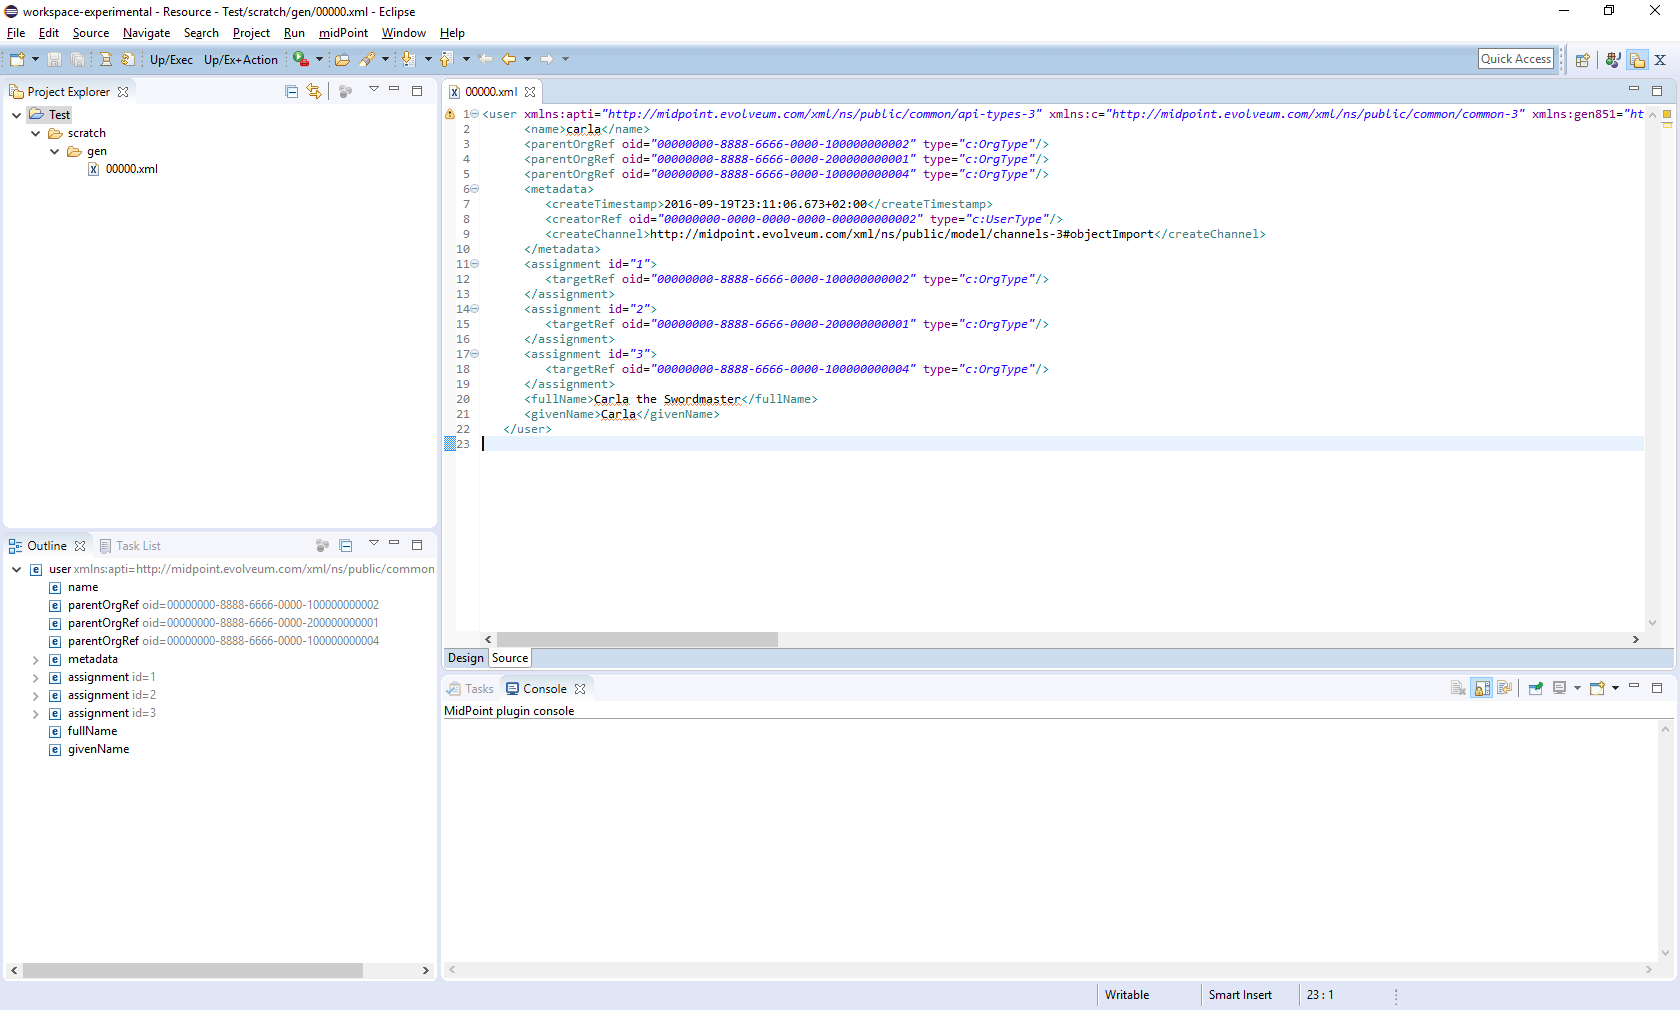 workspace-experimental - Resource - Test/scratch/gen/00000.xml - Eclipse
File Edit Source Navigate Search Project Run midPoint Window Help
Up/Exec Up/Ex+Action Quick Access
Project Explorer
Test
scratch
gen
00000.xml
Outline Task List
user xmlns:apti=http://midpoint.evolveum.com/xml/ns/public/common
name
parentOrgRef oid=00000000-8888-6666-0000-100000000002
parentOrgRef oid=00000000-8888-6666-0000-200000000001
parentOrgRef oid=00000000-8888-6666-0000-100000000004
metadata
assignment id=1
assignment id=2
assignment id=3
fullName
givenName
00000.xml
1 <user xmlns:apti="http://midpoint.evolveum.com/xml/ns/public/common/api-types-3" xmlns:c="http://midpoint.evolveum.com/xml/ns/public/common/common-3" xmlns:gen851="ht
2 <name>carla</name>
3 <parentOrgRef oid="00000000-8888-6666-0000-100000000002" type="c:OrgType"/>
4 <parentOrgRef oid="00000000-8888-6666-0000-200000000001" type="c:OrgType"/>
5 <parentOrgRef oid="00000000-8888-6666-0000-100000000004" type="c:OrgType"/>
6 <metadata>
7 <createTimestamp>2016-09-19T23:11:06.673+02:00</createTimestamp>
8 <creatorRef oid="00000000-0000-0000-0000-000000000002" type="c:UserType"/>
9 <createChannel>http://midpoint.evolveum.com/xml/ns/public/model/channels-3#objectImport</createChannel>
10 </metadata>
11 <assignment id="1">
12 <targetRef oid="00000000-8888-6666-0000-100000000002" type="c:OrgType"/>
13 </assignment>
14 <assignment id="2">
15 <targetRef oid="00000000-8888-6666-0000-200000000001" type="c:OrgType"/>
16 </assignment>
17 <assignment id="3">
18 <targetRef oid="00000000-8888-6666-0000-100000000004" type="c:OrgType"/>
19 </assignment>
20 <fullName>Carla the Swordmaster</fullName>
21 <givenName>Carla</givenName>
22 </user>
23
Design Source
Tasks Console
MidPoint plugin console
Writable Smart Insert 23 : 1